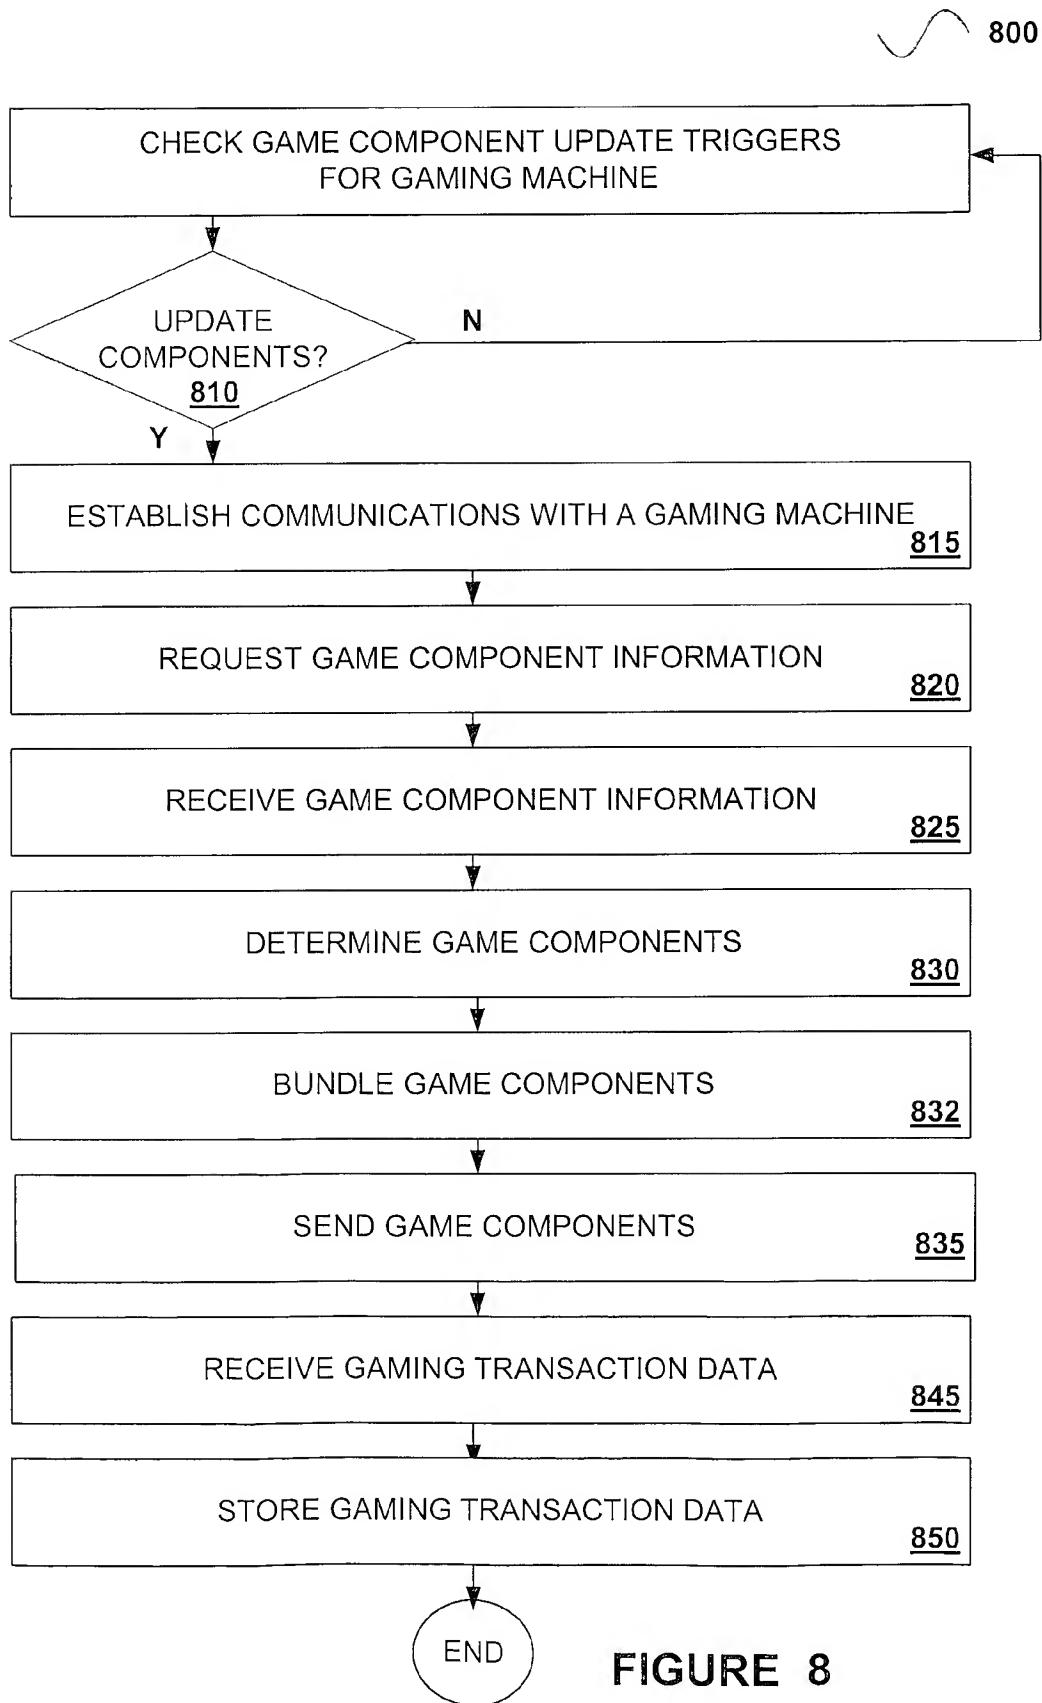 800
CHECK GAME COMPONENT UPDATE TRIGGERS
FOR GAMING MACHINE
UPDATE
COMPONENTS?
810
N
Y
ESTABLISH COMMUNICATIONS WITH A GAMING MACHINE
815
REQUEST GAME COMPONENT INFORMATION
820
RECEIVE GAME COMPONENT INFORMATION
825
DETERMINE GAME COMPONENTS
830
BUNDLE GAME COMPONENTS
832
SEND GAME COMPONENTS
835
RECEIVE GAMING TRANSACTION DATA
845
STORE GAMING TRANSACTION DATA
850
END
FIGURE 8